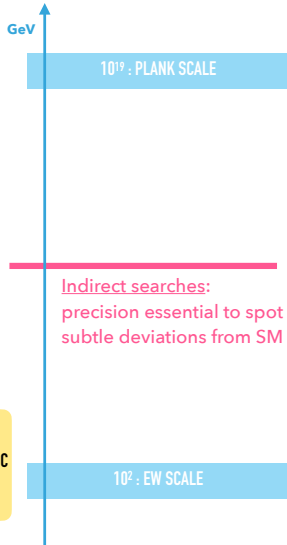 GeV
10¹⁹ : PLANK SCALE
Indirect searches:
precision essential to spot
subtle deviations from SM
C
10² : EW SCALE